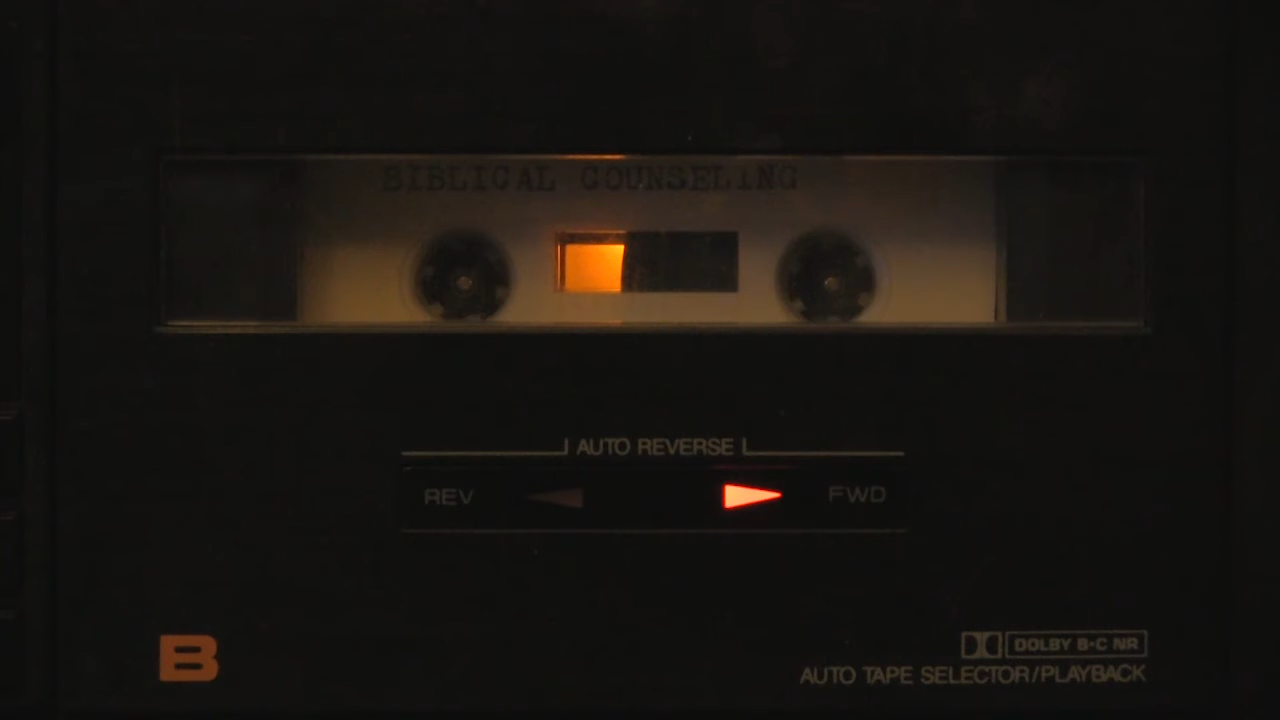 BIBLICAL COUNSELING
AUTO REVERSE
REV FWD
B
DOLBY B·C NR
AUTO TAPE SELECTOR/PLAYBACK